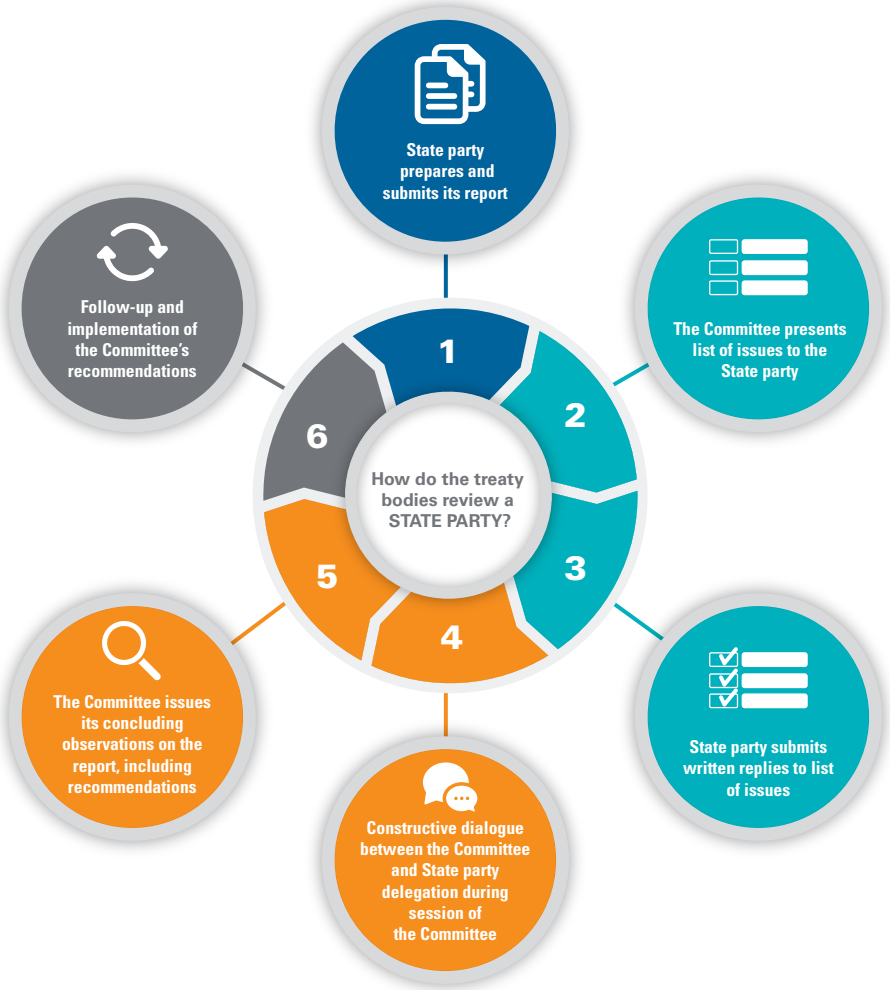 State party
prepares and
submits its report
The Committee presents
list of issues to the
State party
State party submits
written replies to list
of issues
Constructive dialogue
between the Committee
and State party
delegation during
session of
the Committee
The Committee issues
its concluding
observations on the
report, including
recommendations
Follow-up and
implementation of
the Committee’s
recommendations
1
2
3
4
5
6
How do the treaty
bodies review a
STATE PARTY?